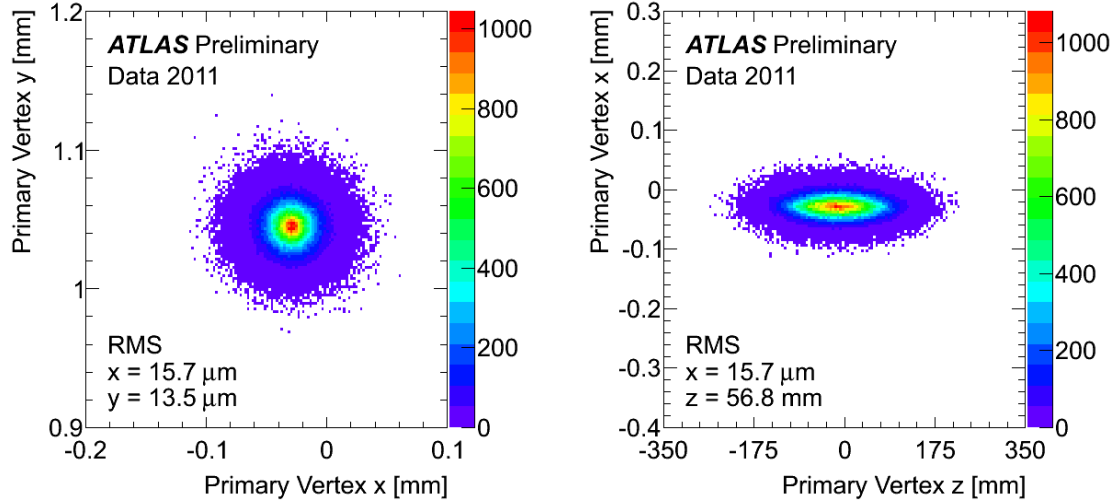 Primary Vertex y [mm]
1.2
1.1
1
0.9
-0.2
-0.1
0
0.1
Primary Vertex x [mm]
ATLAS Preliminary
Data 2011
RMS
x = 15.7 μm
y = 13.5 μm
1000
800
600
400
200
0
Primary Vertex x [mm]
0.3
0.2
0.1
0
-0.1
-0.2
-0.3
-0.4
-350
-175
0
175
350
Primary Vertex z [mm]
ATLAS Preliminary
Data 2011
RMS
x = 15.7 μm
z = 56.8 mm
1000
800
600
400
200
0